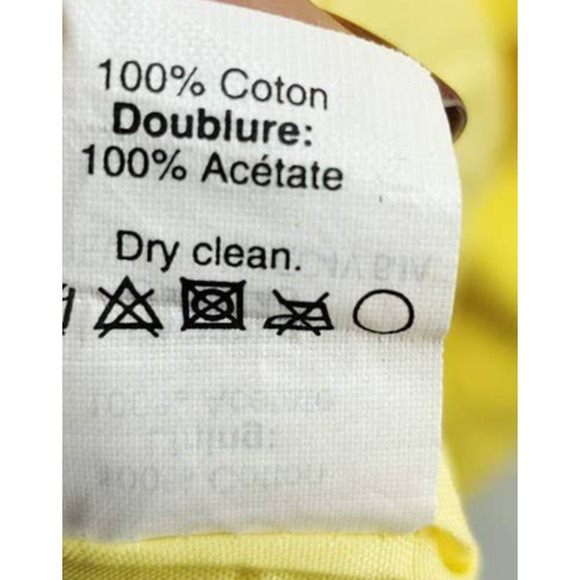 100% Coton
Doublure:
100% Acétate
Dry clean.